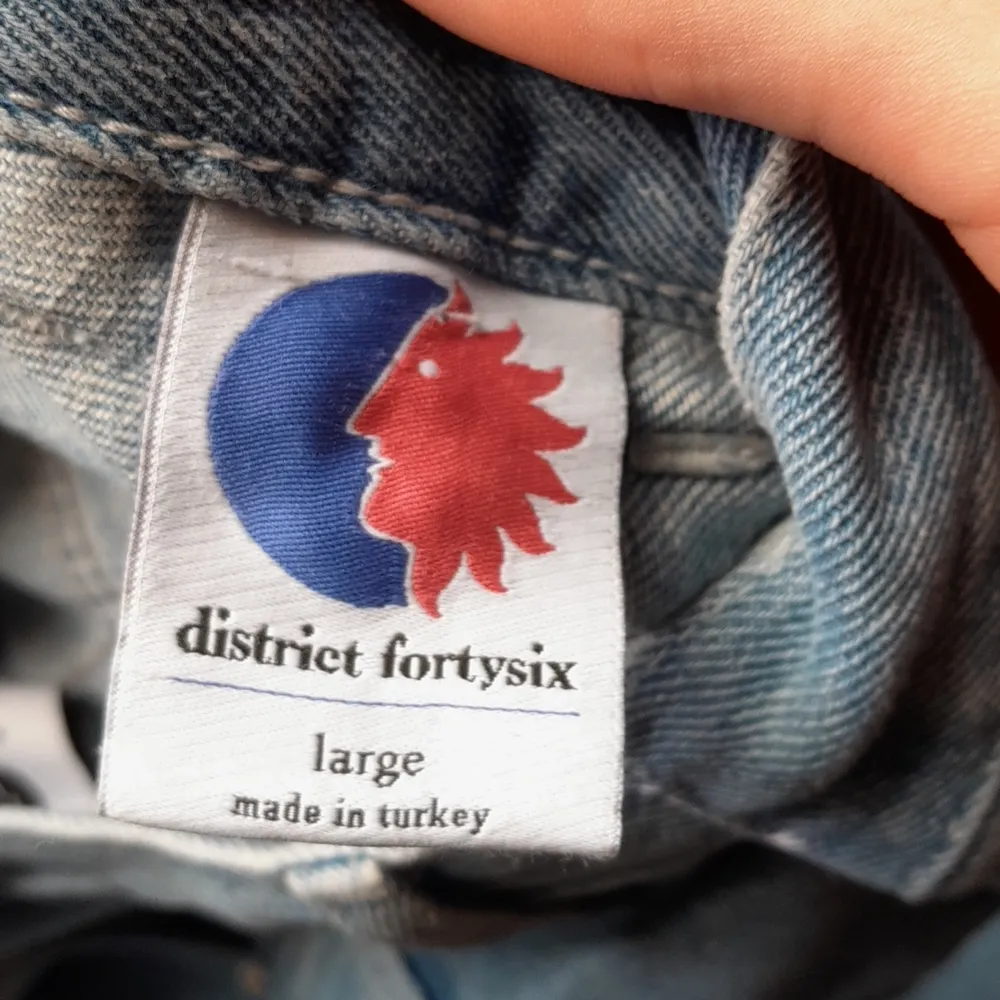 district fortysix
large
made in turkey